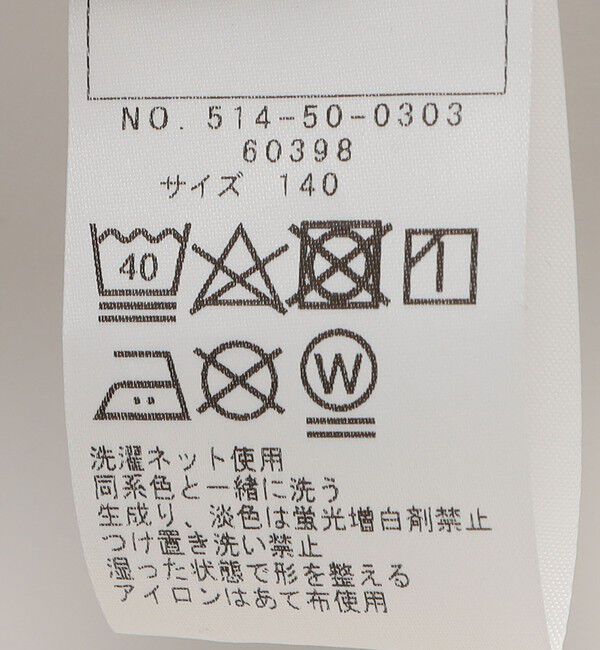 NO. 514-50-0303
60398
サイズ 140
40
W
洗濯ネット使用
同系色と一緒に洗う
生成り、淡色は蛍光増白剤禁止
つけ置き洗い禁止
湿った状態で形を整える
アイロンはあて布使用